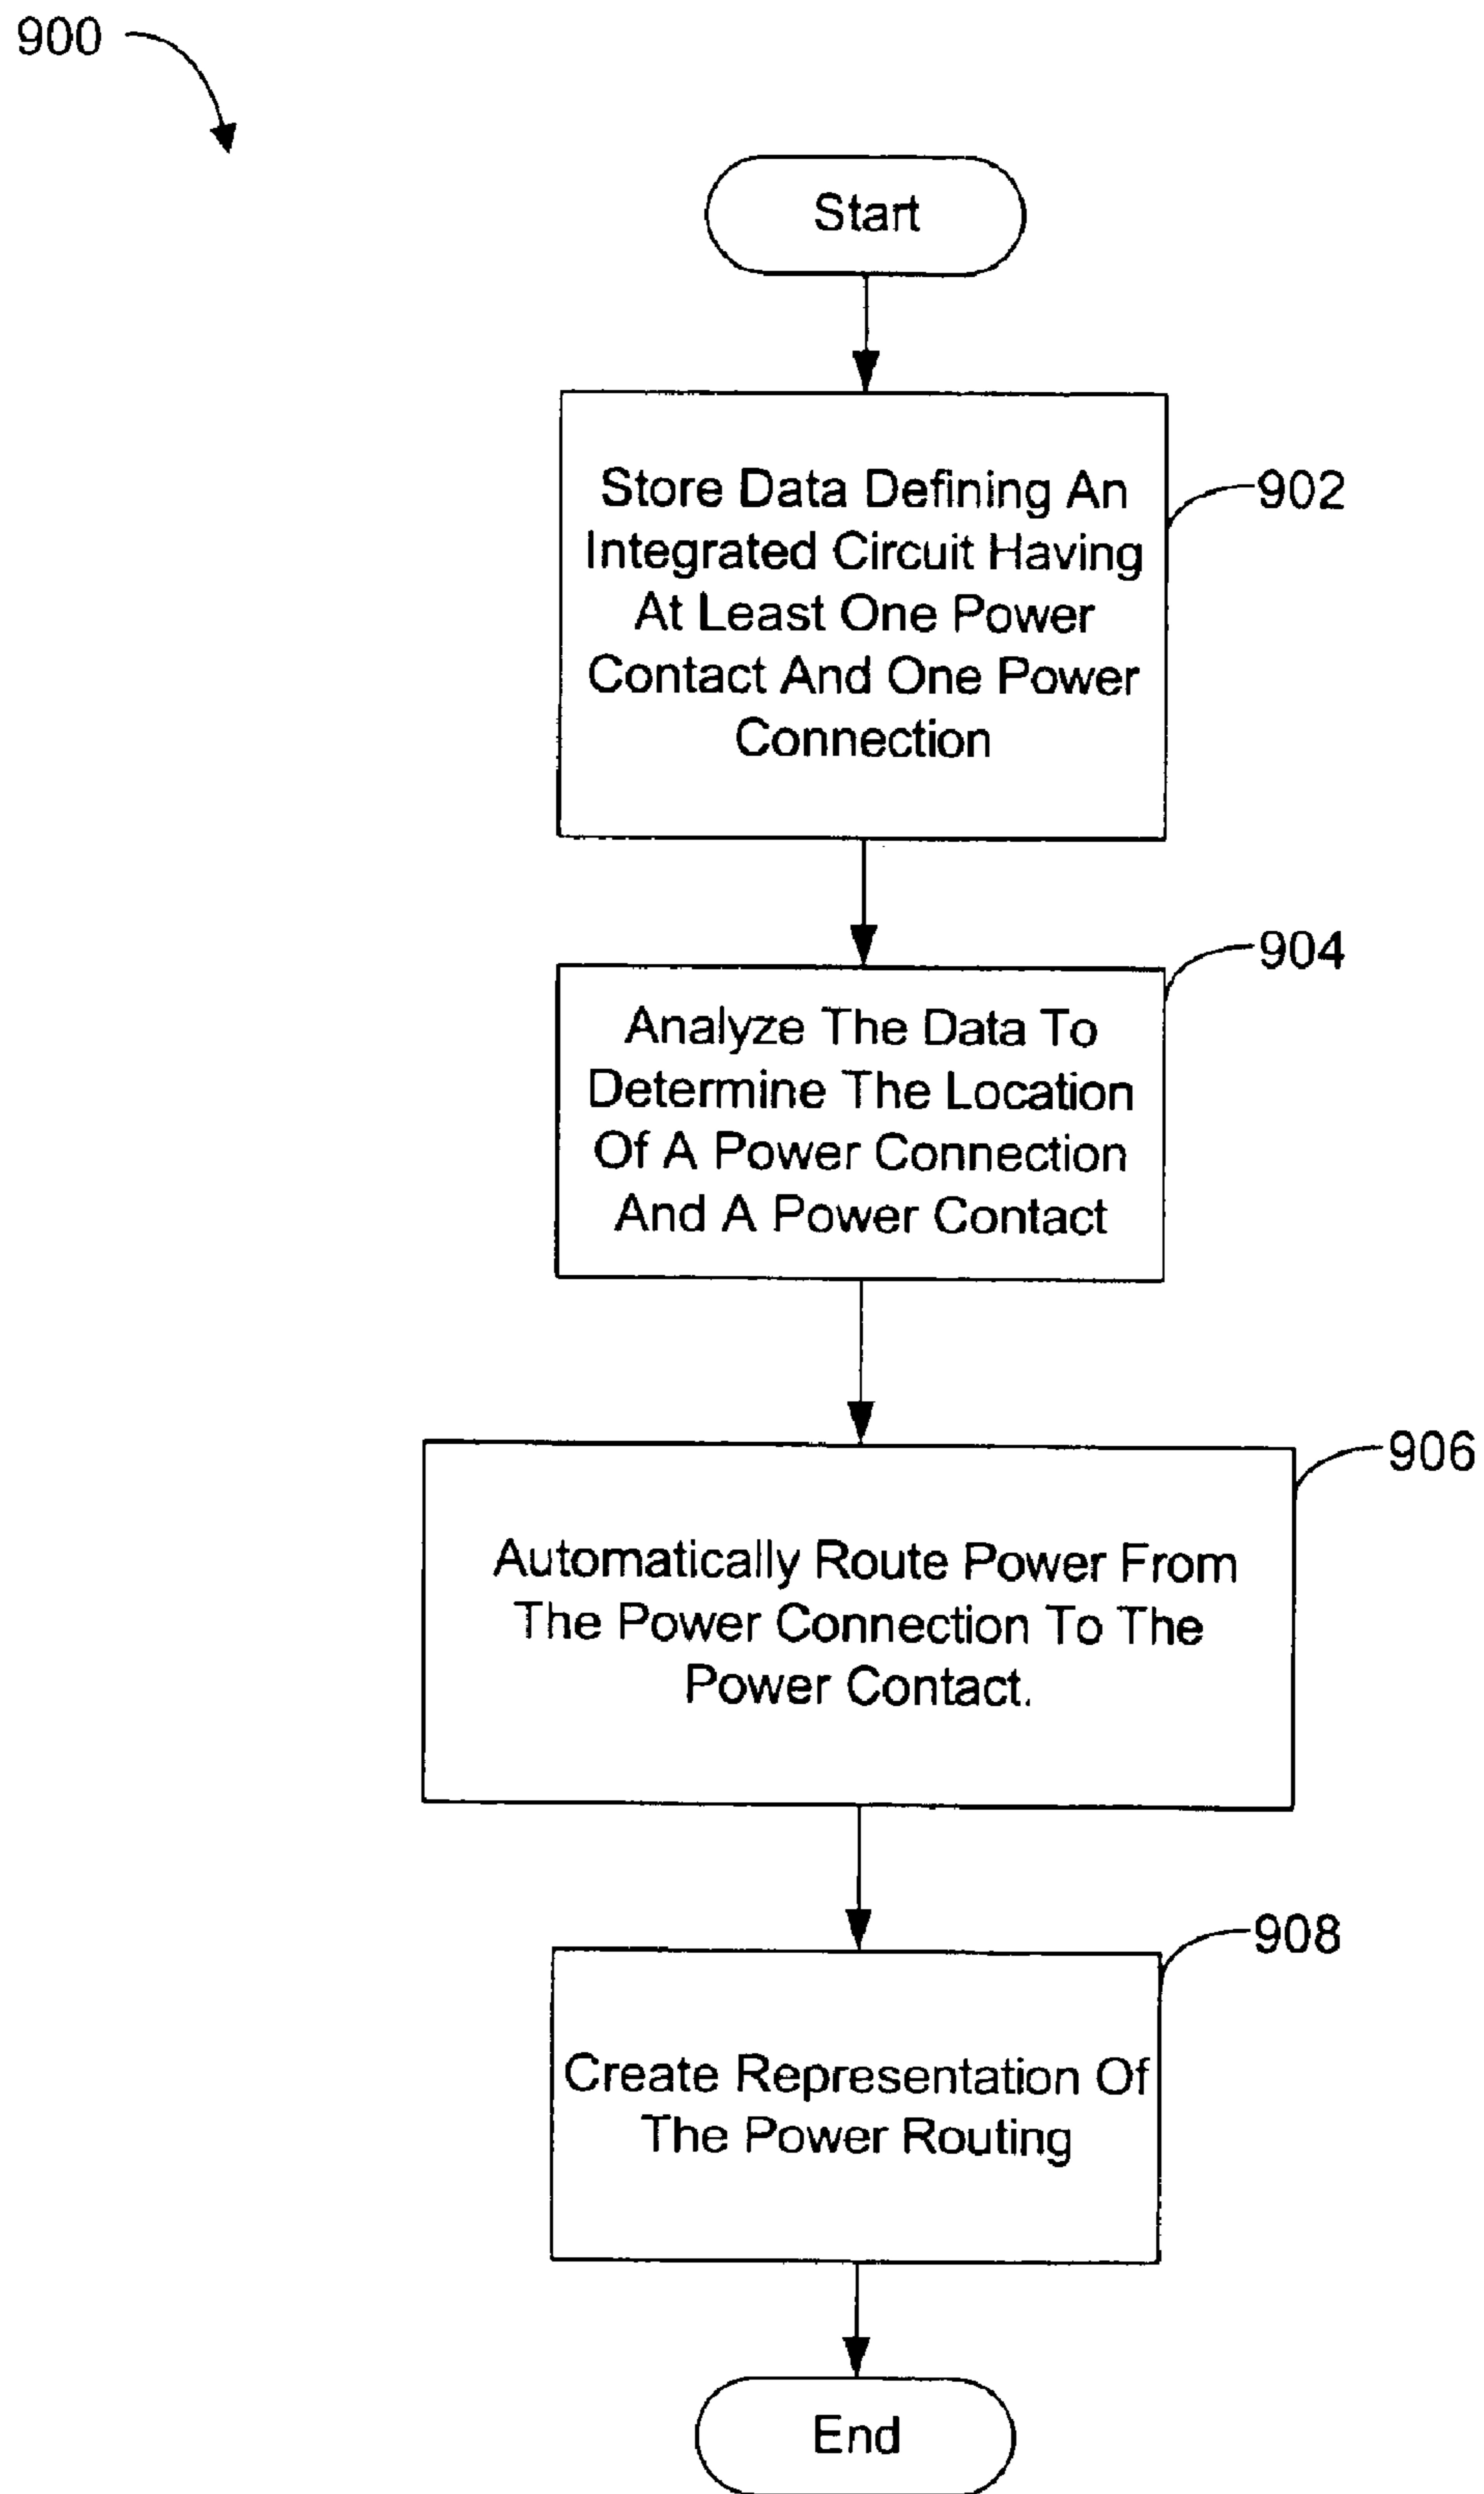 900
Start
Store Data Defining An
Integrated Circuit Having
At Least One Power
Contact And One Power
Connection
902
Analyze The Data To
Determine The Location
Of A Power Connection
And A Power Contact
904
Automatically Route Power From
The Power Connection To The
Power Contact.
906
Create Representation Of
The Power Routing
908
End